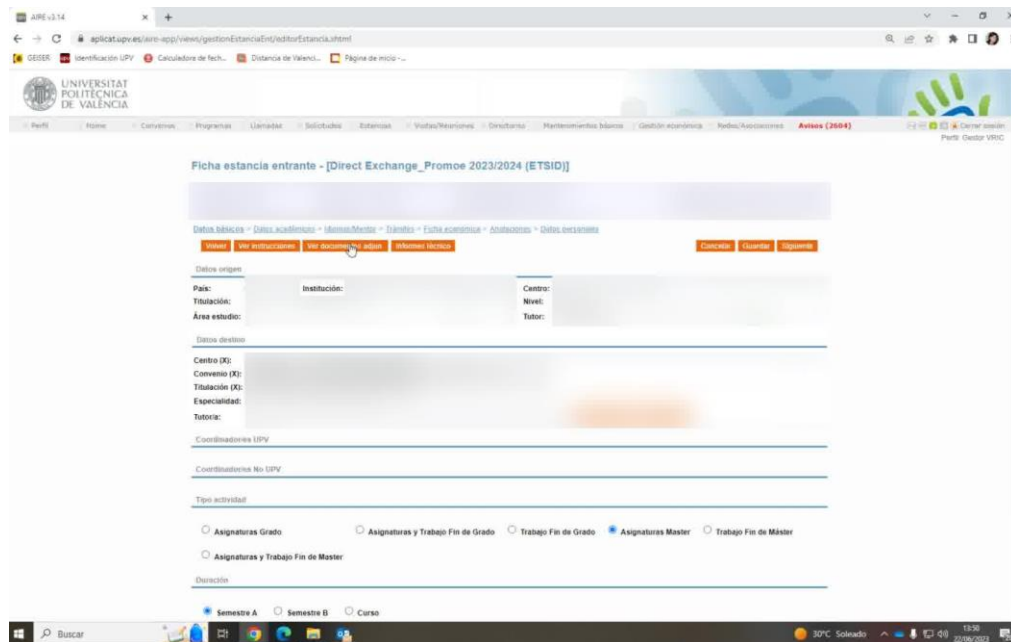 AIRE v3.14
aplicat.upv.es/aire-app/views/gestionEstanciaEnt/editorEstancia.xhtml
GEISER Identificación UPV Calculadora de fech... Distancia de Valenci... Página de inicio -...
UNIVERSITAT
POLITÈCNICA
DE VALÈNCIA
Perfil Home Convenios Programas Llamadas Solicitudes Estancias Visitas/Reuniones Directorio Mantenimientos básicos Gestión económica Redes/Asociaciones Avisos (2604) Cerrar sesión
Perfil: Gestor VRIC
Ficha estancia entrante - [Direct Exchange_Promoe 2023/2024 (ETSID)]
Datos básicos > Datos académicos > Idiomas/Mentor > Trámites > Ficha económica > Anotaciones > Datos personales
Volver Ver instrucciones Ver documentos adjun. Informes técnico Cancelar Guardar Siguiente
Datos origen
País: Institución: Centro:
Titulación: Nivel:
Área estudio: Tutor:
Datos destino
Centro (X):
Convenio (X):
Titulación (X):
Especialidad:
Tutor/a:
Coordinadores UPV
Coordinadores No UPV
Tipo actividad
Asignaturas Grado Asignaturas y Trabajo Fin de Grado Trabajo Fin de Grado Asignaturas Master Trabajo Fin de Máster
Asignaturas y Trabajo Fin de Master
Duración
Semestre A Semestre B Curso
Buscar 30°C Soleado 13:50
22/06/2023